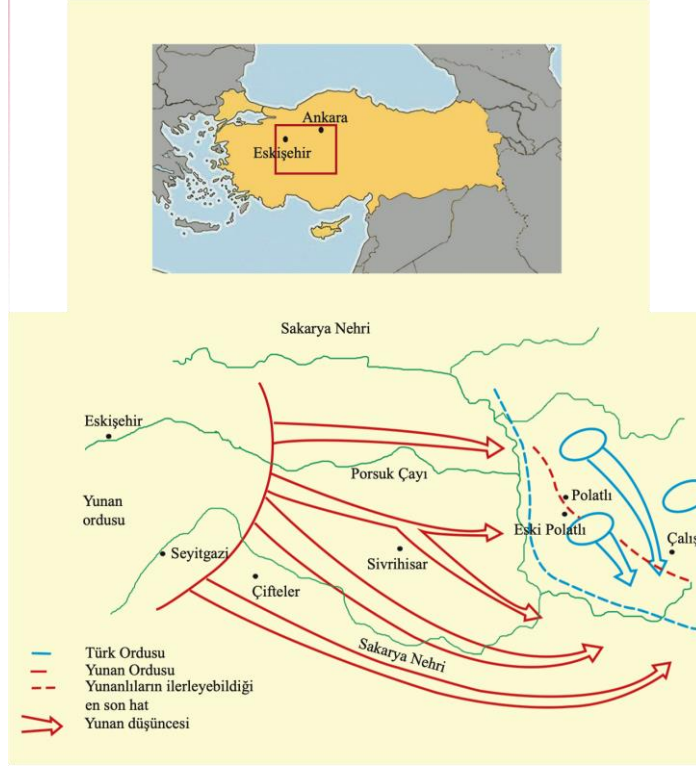 Ankara
Eskişehir
Sakarya Nehri
Eskişehir
Porsuk Çayı
Yunan
ordusu
Polatlı
Eski Polatlı
Çalış
Seyitgazi
Sivrihisar
Çifteler
Sakarya Nehri
Türk Ordusu
Yunan Ordusu
Yunanlıların ilerleyebildiği
en son hat
Yunan düşüncesi